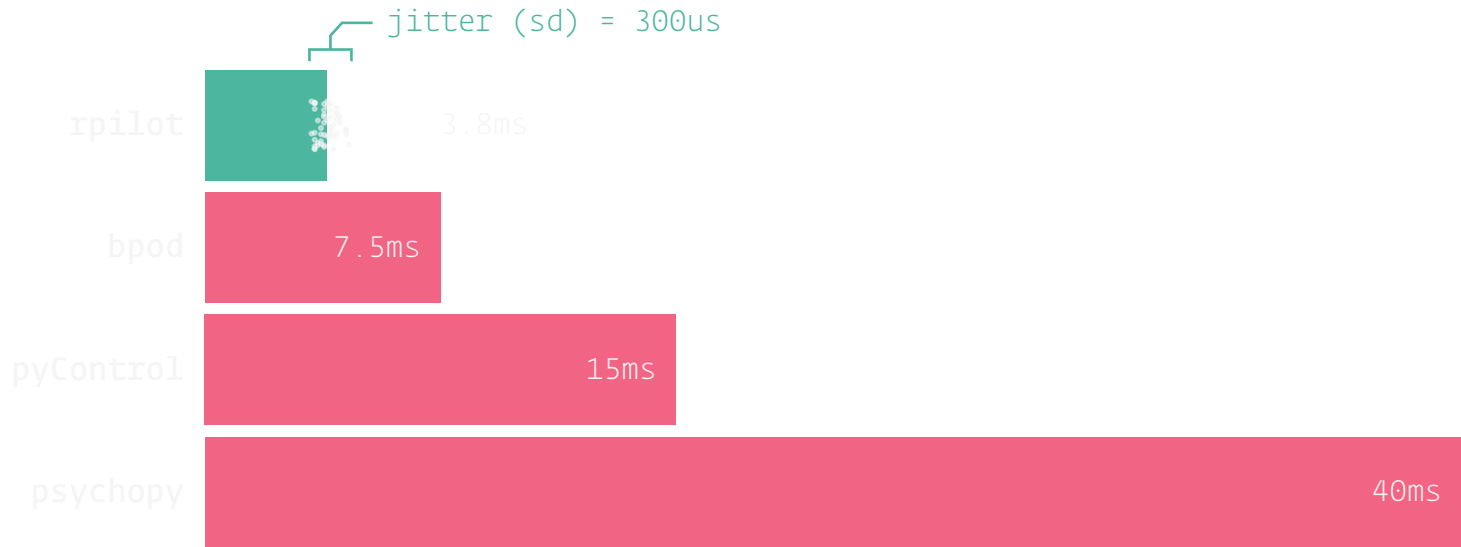 jitter (sd) = 300us
rpilot 3.8ms
bpod 7.5ms
pyControl 15ms
psychopy 40ms